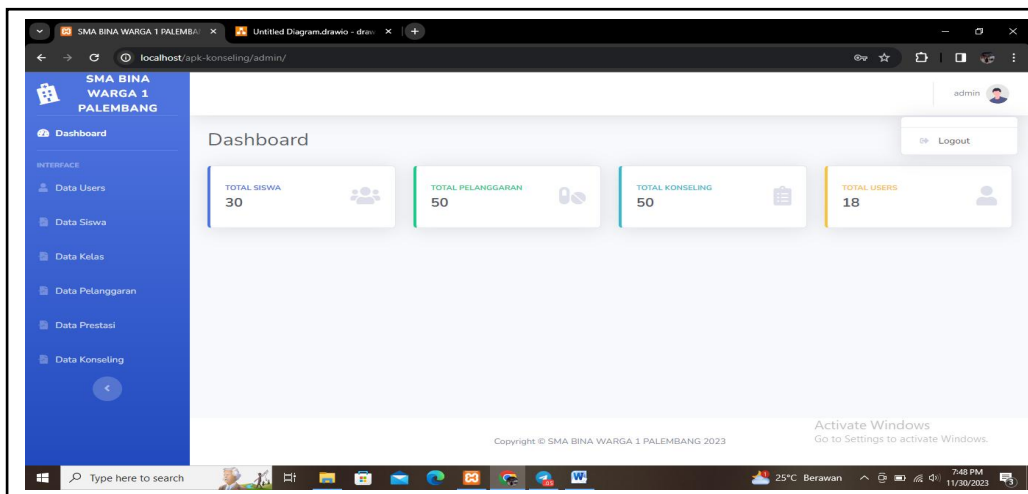 SMA BINA WARGA 1 PALEMBA
Untitled Diagram.drawio - draw
localhost/apk-konseling/admin/
SMA BINA
WARGA 1
PALEMBANG
admin
Dashboard
Dashboard
Logout
INTERFACE
Data Users
Data Siswa
Data Kelas
Data Pelanggaran
Data Prestasi
Data Konseling
TOTAL SISWA
30
TOTAL PELANGGARAN
50
TOTAL KONSELING
50
TOTAL USERS
18
Copyright © SMA BINA WARGA 1 PALEMBANG 2023
Activate Windows
Go to Settings to activate Windows.
Type here to search
25°C Berawan
7:48 PM
11/30/2023